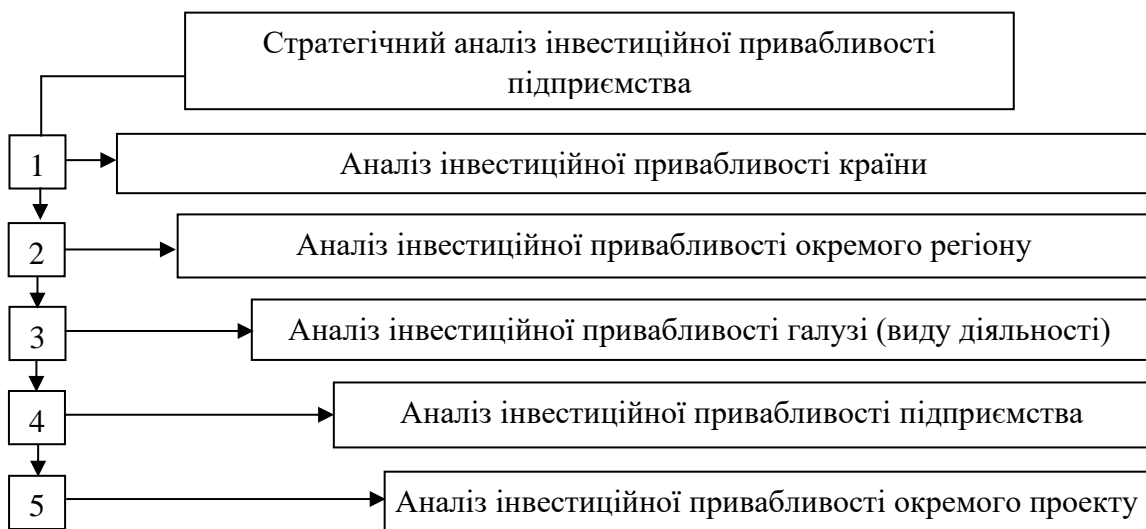 Стратегічний аналіз інвестиційної привабливості
підприємства
1
Аналіз інвестиційної привабливості країни
2
Аналіз інвестиційної привабливості окремого регіону
3
Аналіз інвестиційної привабливості галузі (виду діяльності)
4
Аналіз інвестиційної привабливості підприємства
5
Аналіз інвестиційної привабливості окремого проекту